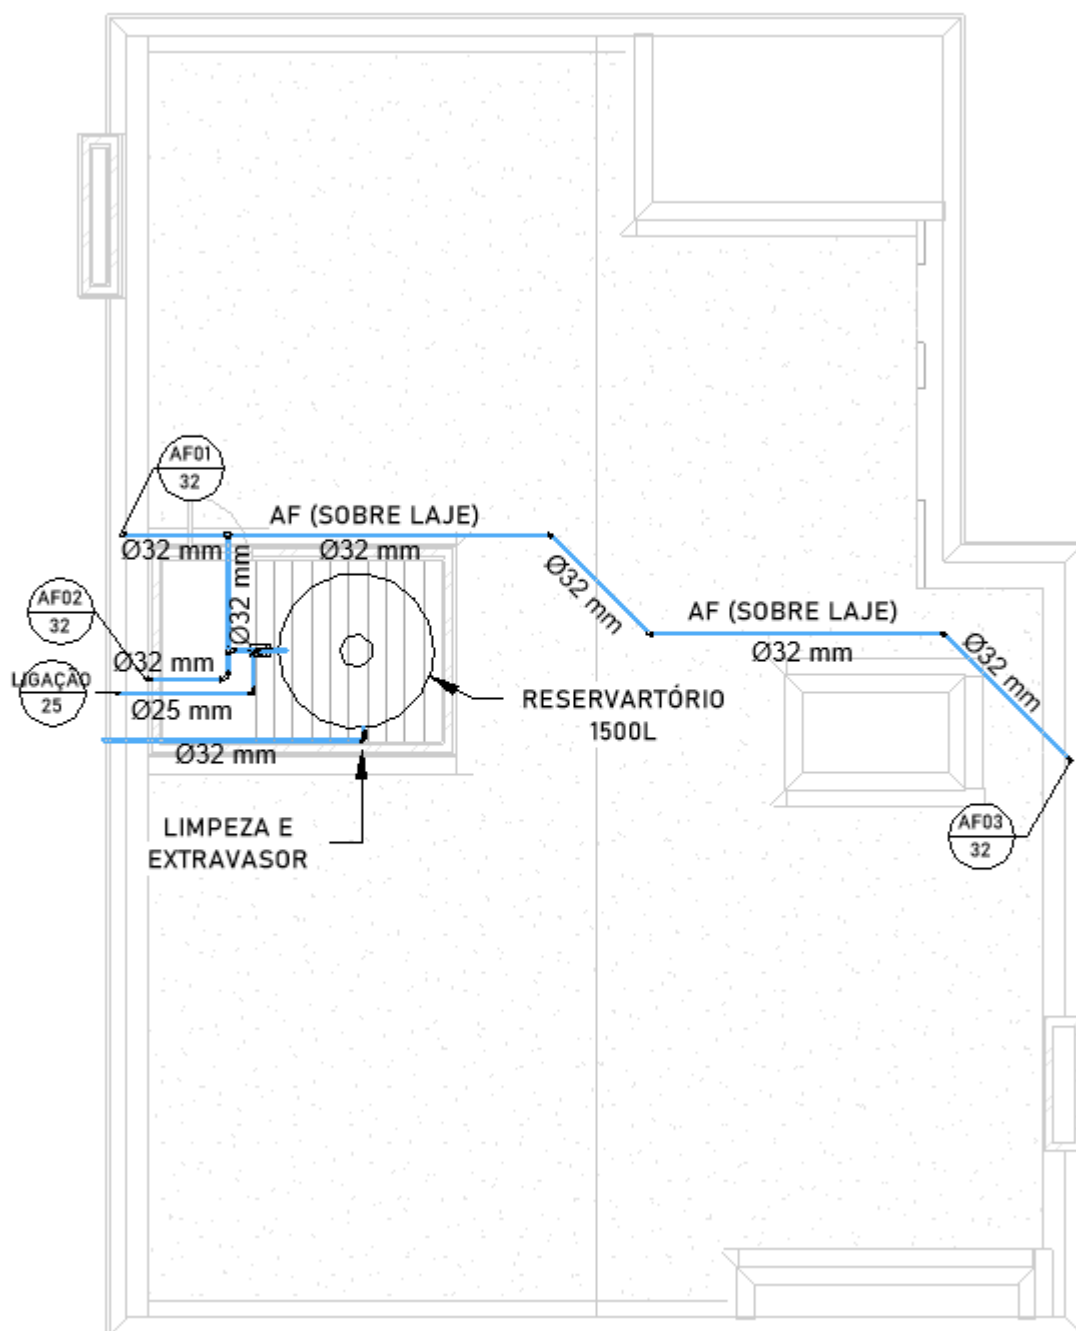 AF01
32
AF (SOBRE LAJE)
Ø32 mm
Ø32 mm
Ø32 mm
Ø32 mm
AF02
32
AF (SOBRE LAJE)
Ø32 mm
Ø32 mm
Ø32 mm
LIGAÇÃO
25
Ø25 mm
RESERVARTÓRIO
1500L
Ø32 mm
LIMPEZA E
EXTRAVASOR
AF03
32